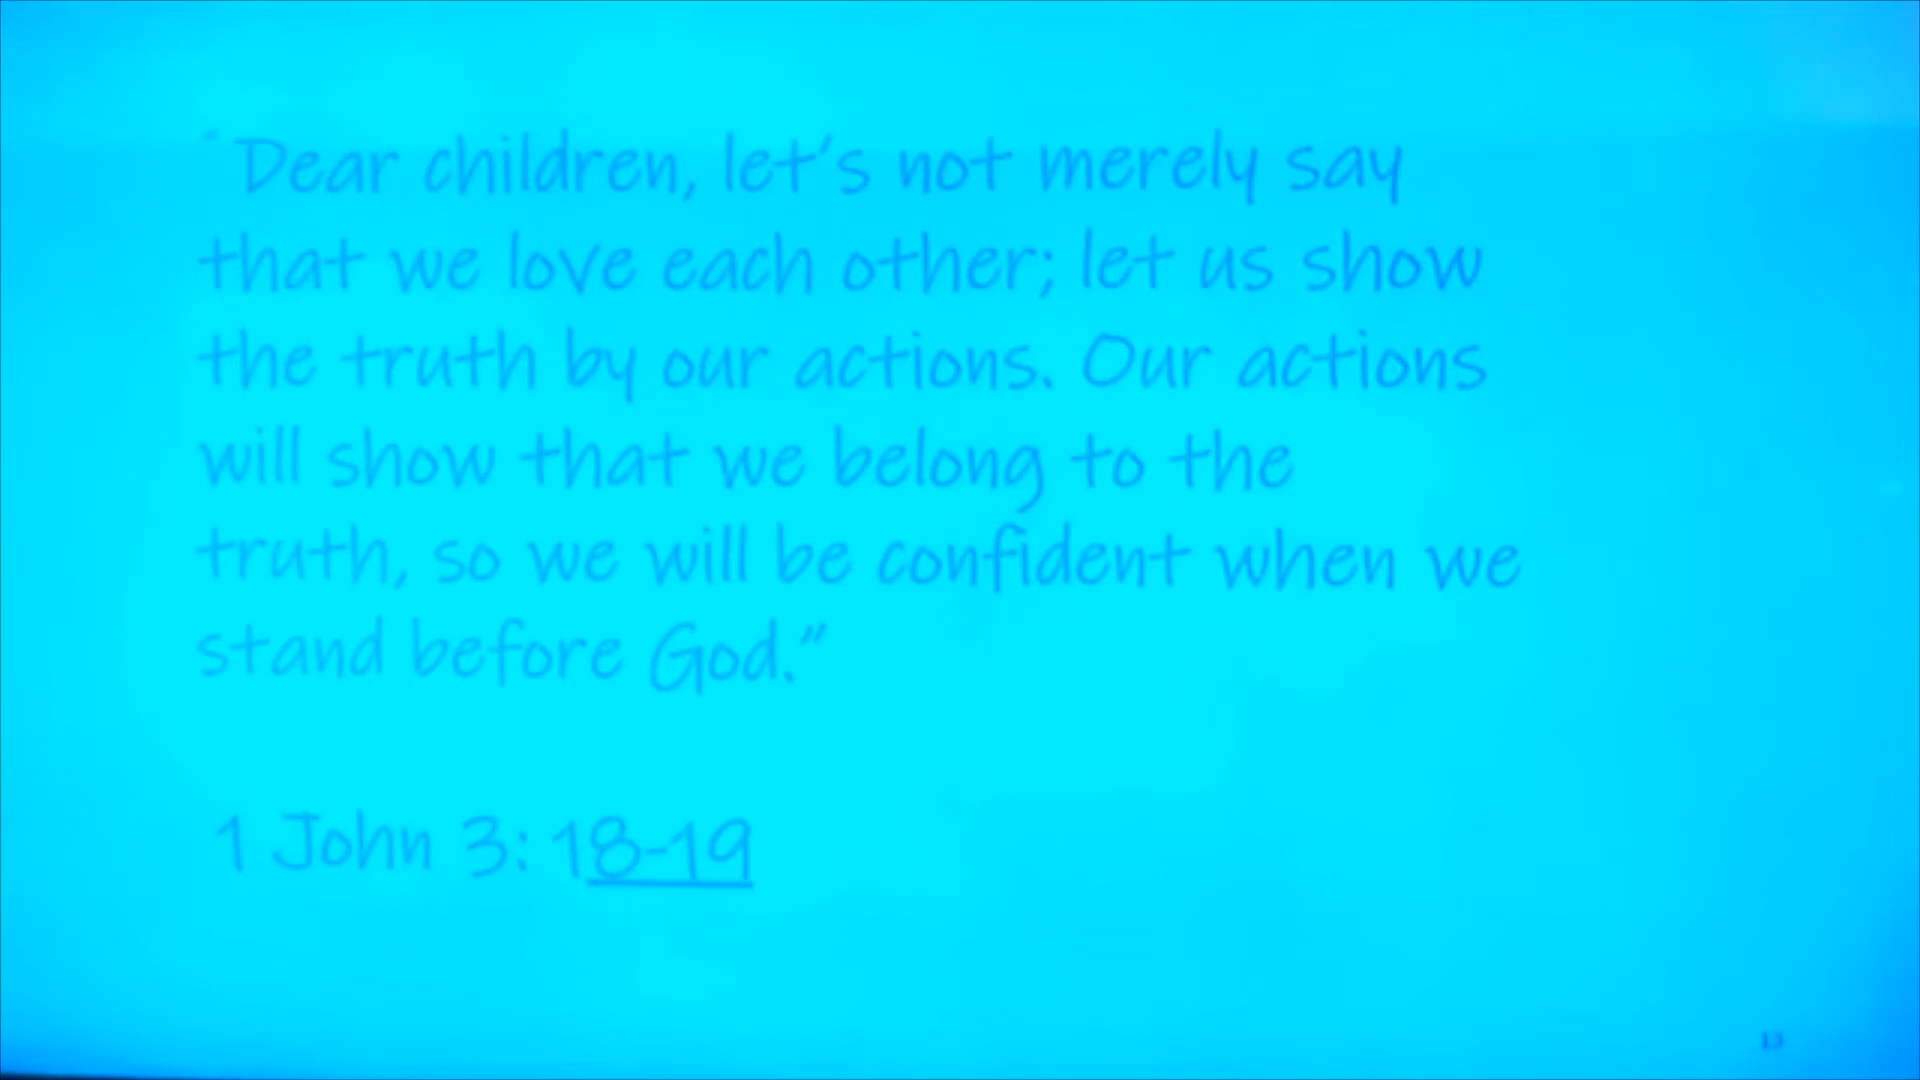 “Dear children, let’s not merely say
that we love each other; let us show
the truth by our actions. Our actions
will show that we belong to the
truth, so we will be confident when we
stand before God.”
1 John 3: 18-19
13